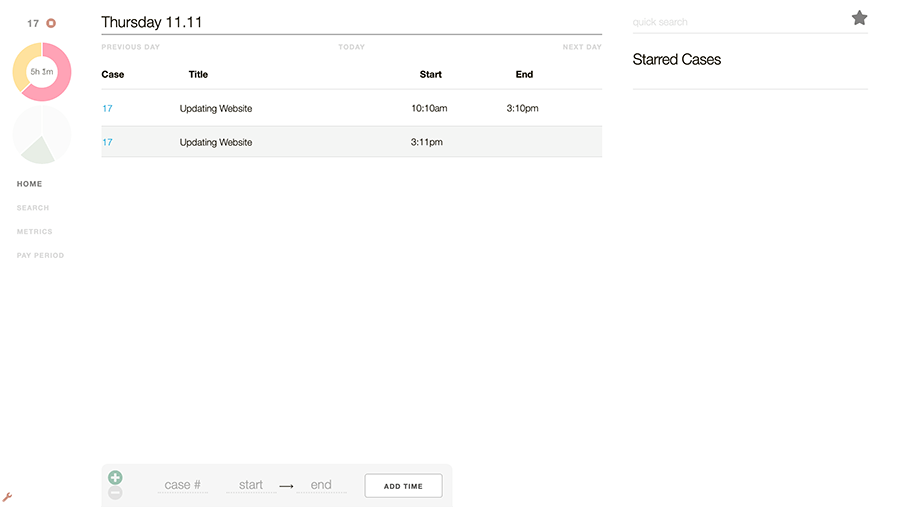 17
5h 1m
HOME
SEARCH
METRICS
PAY PERIOD
Thursday 11.11
PREVIOUS DAY TODAY NEXT DAY
Case Title Start End
17 Updating Website 10:10am 3:10pm
17 Updating Website 3:11pm
case # start → end ADD TIME
quick search
Starred Cases